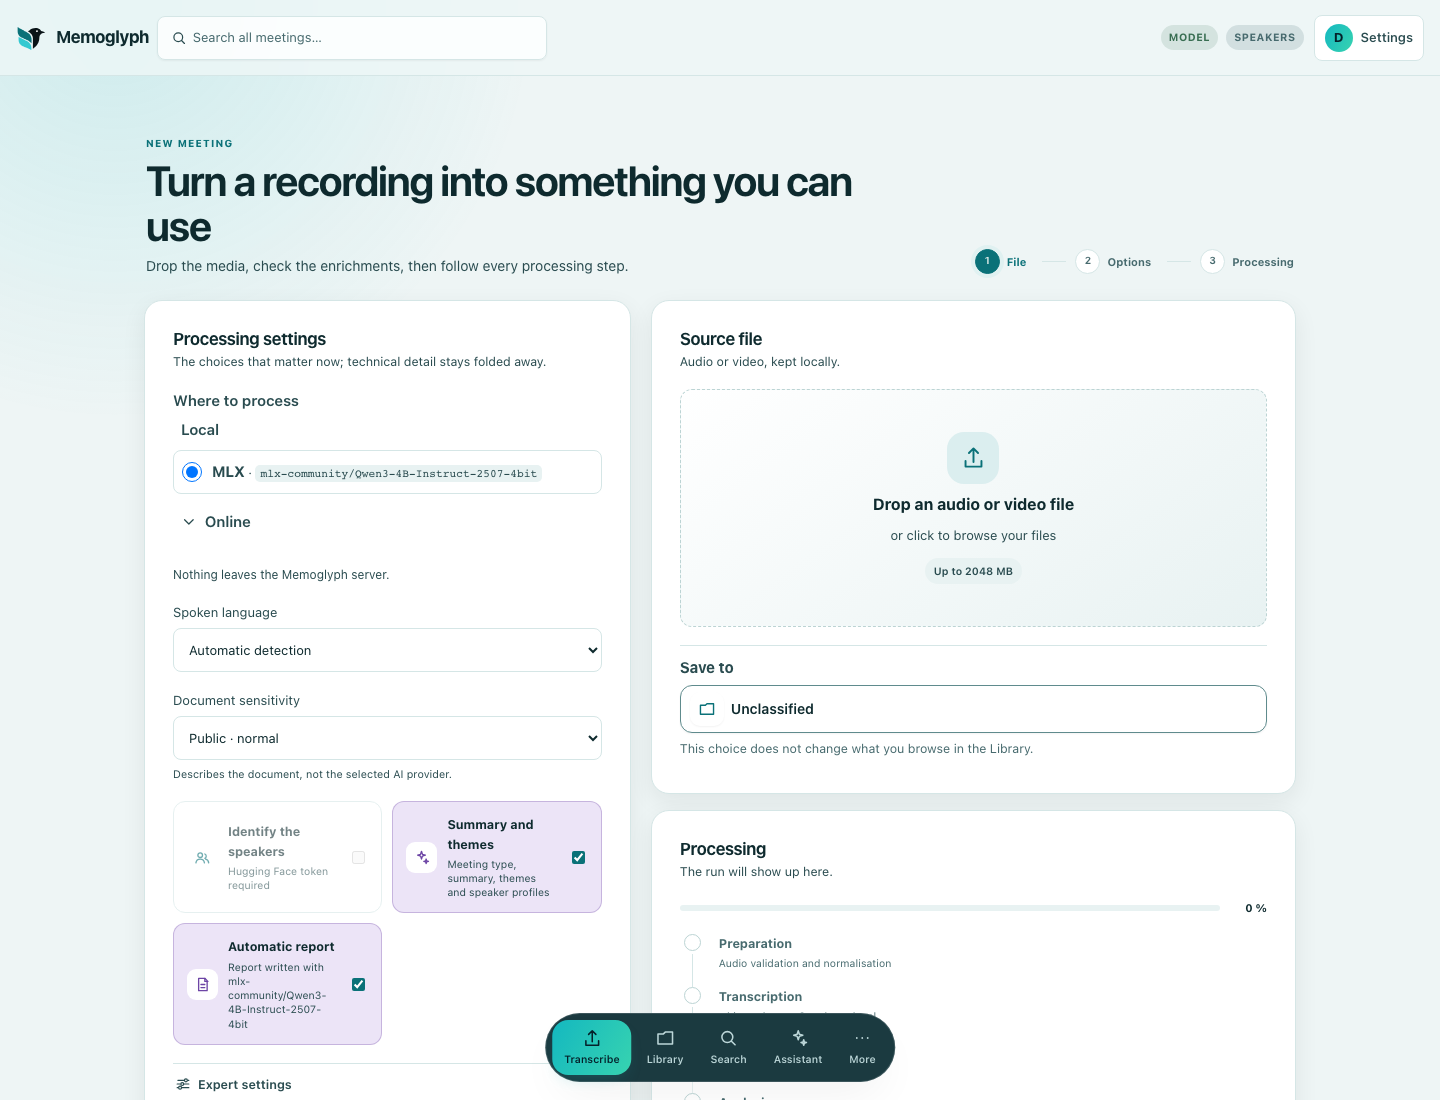 Memoglyph
Search all meetings...
MODEL
SPEAKERS
D
Settings
NEW MEETING
Turn a recording into something you can
use
Drop the media, check the enrichments, then follow every processing step.
1 File
2 Options
3 Processing
Processing settings
The choices that matter now; technical detail stays folded away.
Where to process
Local
MLX · mlx-community/Qwen3-4B-Instruct-2507-4bit
Online
Nothing leaves the Memoglyph server.
Spoken language
Automatic detection
Document sensitivity
Public · normal
Describes the document, not the selected AI provider.
Identify the
speakers
Hugging Face token
required
Summary and
themes
Meeting type,
summary, themes
and speaker profiles
Automatic report
Report written with
mlx-
community/Qwen3-
4B-Instruct-2507-
4bit
Expert settings
Source file
Audio or video, kept locally.
Drop an audio or video file
or click to browse your files
Up to 2048 MB
Save to
Unclassified
This choice does not change what you browse in the Library.
Processing
The run will show up here.
0 %
Preparation
Audio validation and normalisation
Transcription
Transcribe
Library
Search
Assistant
More